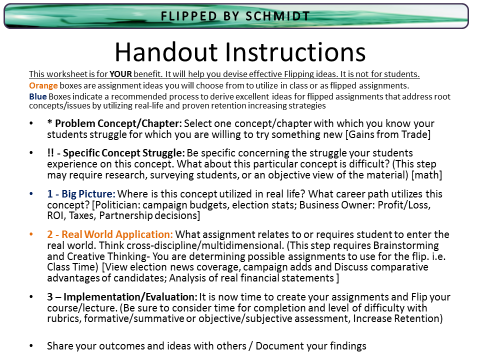 FLIPPED BY SCHMIDT
Handout Instructions
This worksheet is for YOUR benefit. It will help you devise effective Flipping ideas. It is not for students.
Orange boxes are assignment ideas you will choose from to utilize in class or as flipped assignments.
Blue Boxes indicate a recommended process to derive excellent ideas for flipped assignments that address root
concepts/issues by utilizing real-life and proven retention increasing strategies
• * Problem Concept/Chapter: Select one concept/chapter with which you know your
students struggle for which you are willing to try something new [Gains from Trade]
• !! - Specific Concept Struggle: Be specific concerning the struggle your students
experience on this concept. What about this particular concept is difficult? (This step
may require research, surveying students, or an objective view of the material) [math]
• 1 - Big Picture: Where is this concept utilized in real life? What career path utilizes this
concept? [Politician: campaign budgets, election stats; Business Owner: Profit/Loss,
ROI, Taxes, Partnership decisions]
• 2 - Real World Application: What assignment relates to or requires student to enter the
real world. Think cross-discipline/multidimensional. (This step requires Brainstorming
and Creative Thinking- You are determining possible assignments to use for the flip. i.e.
Class Time) [View election news coverage, campaign adds and Discuss comparative
advantages of candidates; Analysis of real financial statements ]
• 3 – Implementation/Evaluation: It is now time to create your assignments and Flip your
course/lecture. (Be sure to consider time for completion and level of difficulty with
rubrics, formative/summative or objective/subjective assessment, Increase Retention)
• Share your outcomes and ideas with others / Document your findings